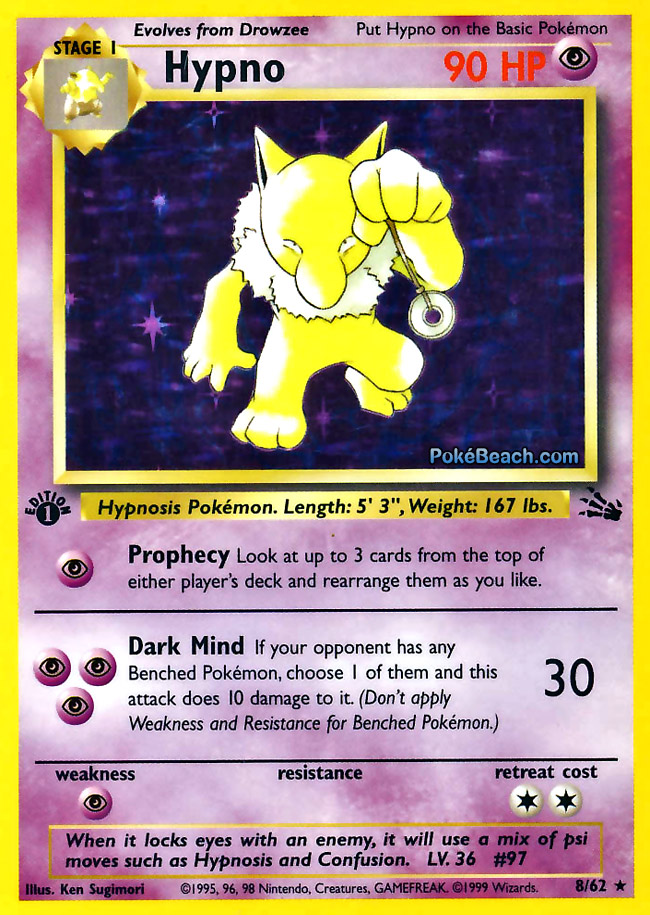 Evolves from Drowzee
Put Hypno on the Basic Pokémon
STAGE 1
Hypno
90 HP
PokéBeach.com
EDITION
1
Hypnosis Pokémon. Length: 5' 3", Weight: 167 lbs.
Prophecy Look at up to 3 cards from the top of
either player's deck and rearrange them as you like.
Dark Mind If your opponent has any
Benched Pokémon, choose 1 of them and this
attack does 10 damage to it. (Don't apply
Weakness and Resistance for Benched Pokémon.)
30
weakness
resistance
retreat cost
When it locks eyes with an enemy, it will use a mix of psi
moves such as Hypnosis and Confusion. LV. 36 #97
Illus. Ken Sugimori
©1995, 96, 98 Nintendo, Creatures, GAMEFREAK. ©1999 Wizards.
8/62 ★